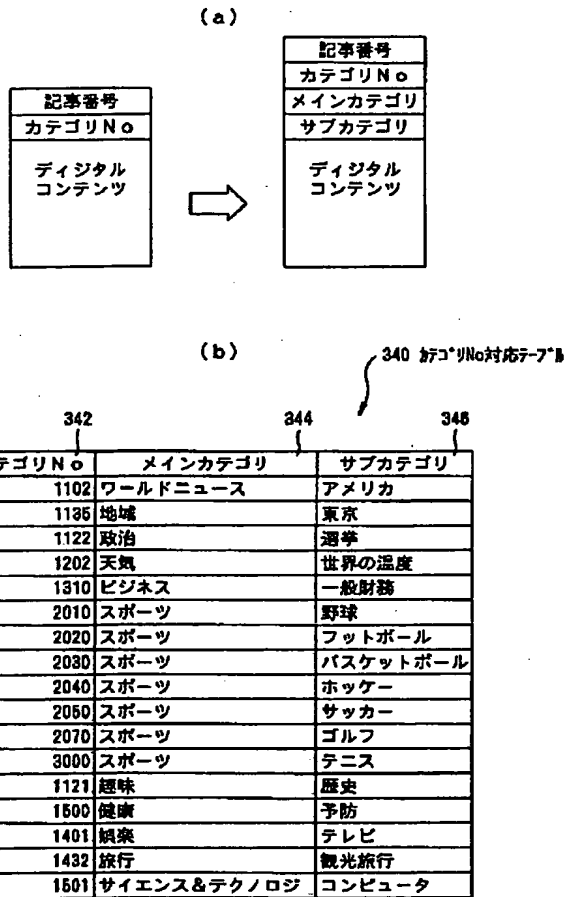 (a)
記事番号
カテゴリNo
ディジタル
コンテンツ
記事番号
カテゴリNo
メインカテゴリ
サブカテゴリ
ディジタル
コンテンツ
(b)
340 カテゴリNo対応テーブル
342 344 346
テゴリNo メインカテゴリ サブカテゴリ
1102 ワールドニュース アメリカ
1135 地域 東京
1122 政治 選挙
1202 天気 世界の温度
1310 ビジネス 一般財務
2010 スポーツ 野球
2020 スポーツ フットボール
2030 スポーツ バスケットボール
2040 スポーツ ホッケー
2050 スポーツ サッカー
2070 スポーツ ゴルフ
3000 スポーツ テニス
1121 趣味 歴史
1500 健康 予防
1401 娯楽 テレビ
1432 旅行 観光旅行
1501 サイエンス&テクノロジ コンピュータ